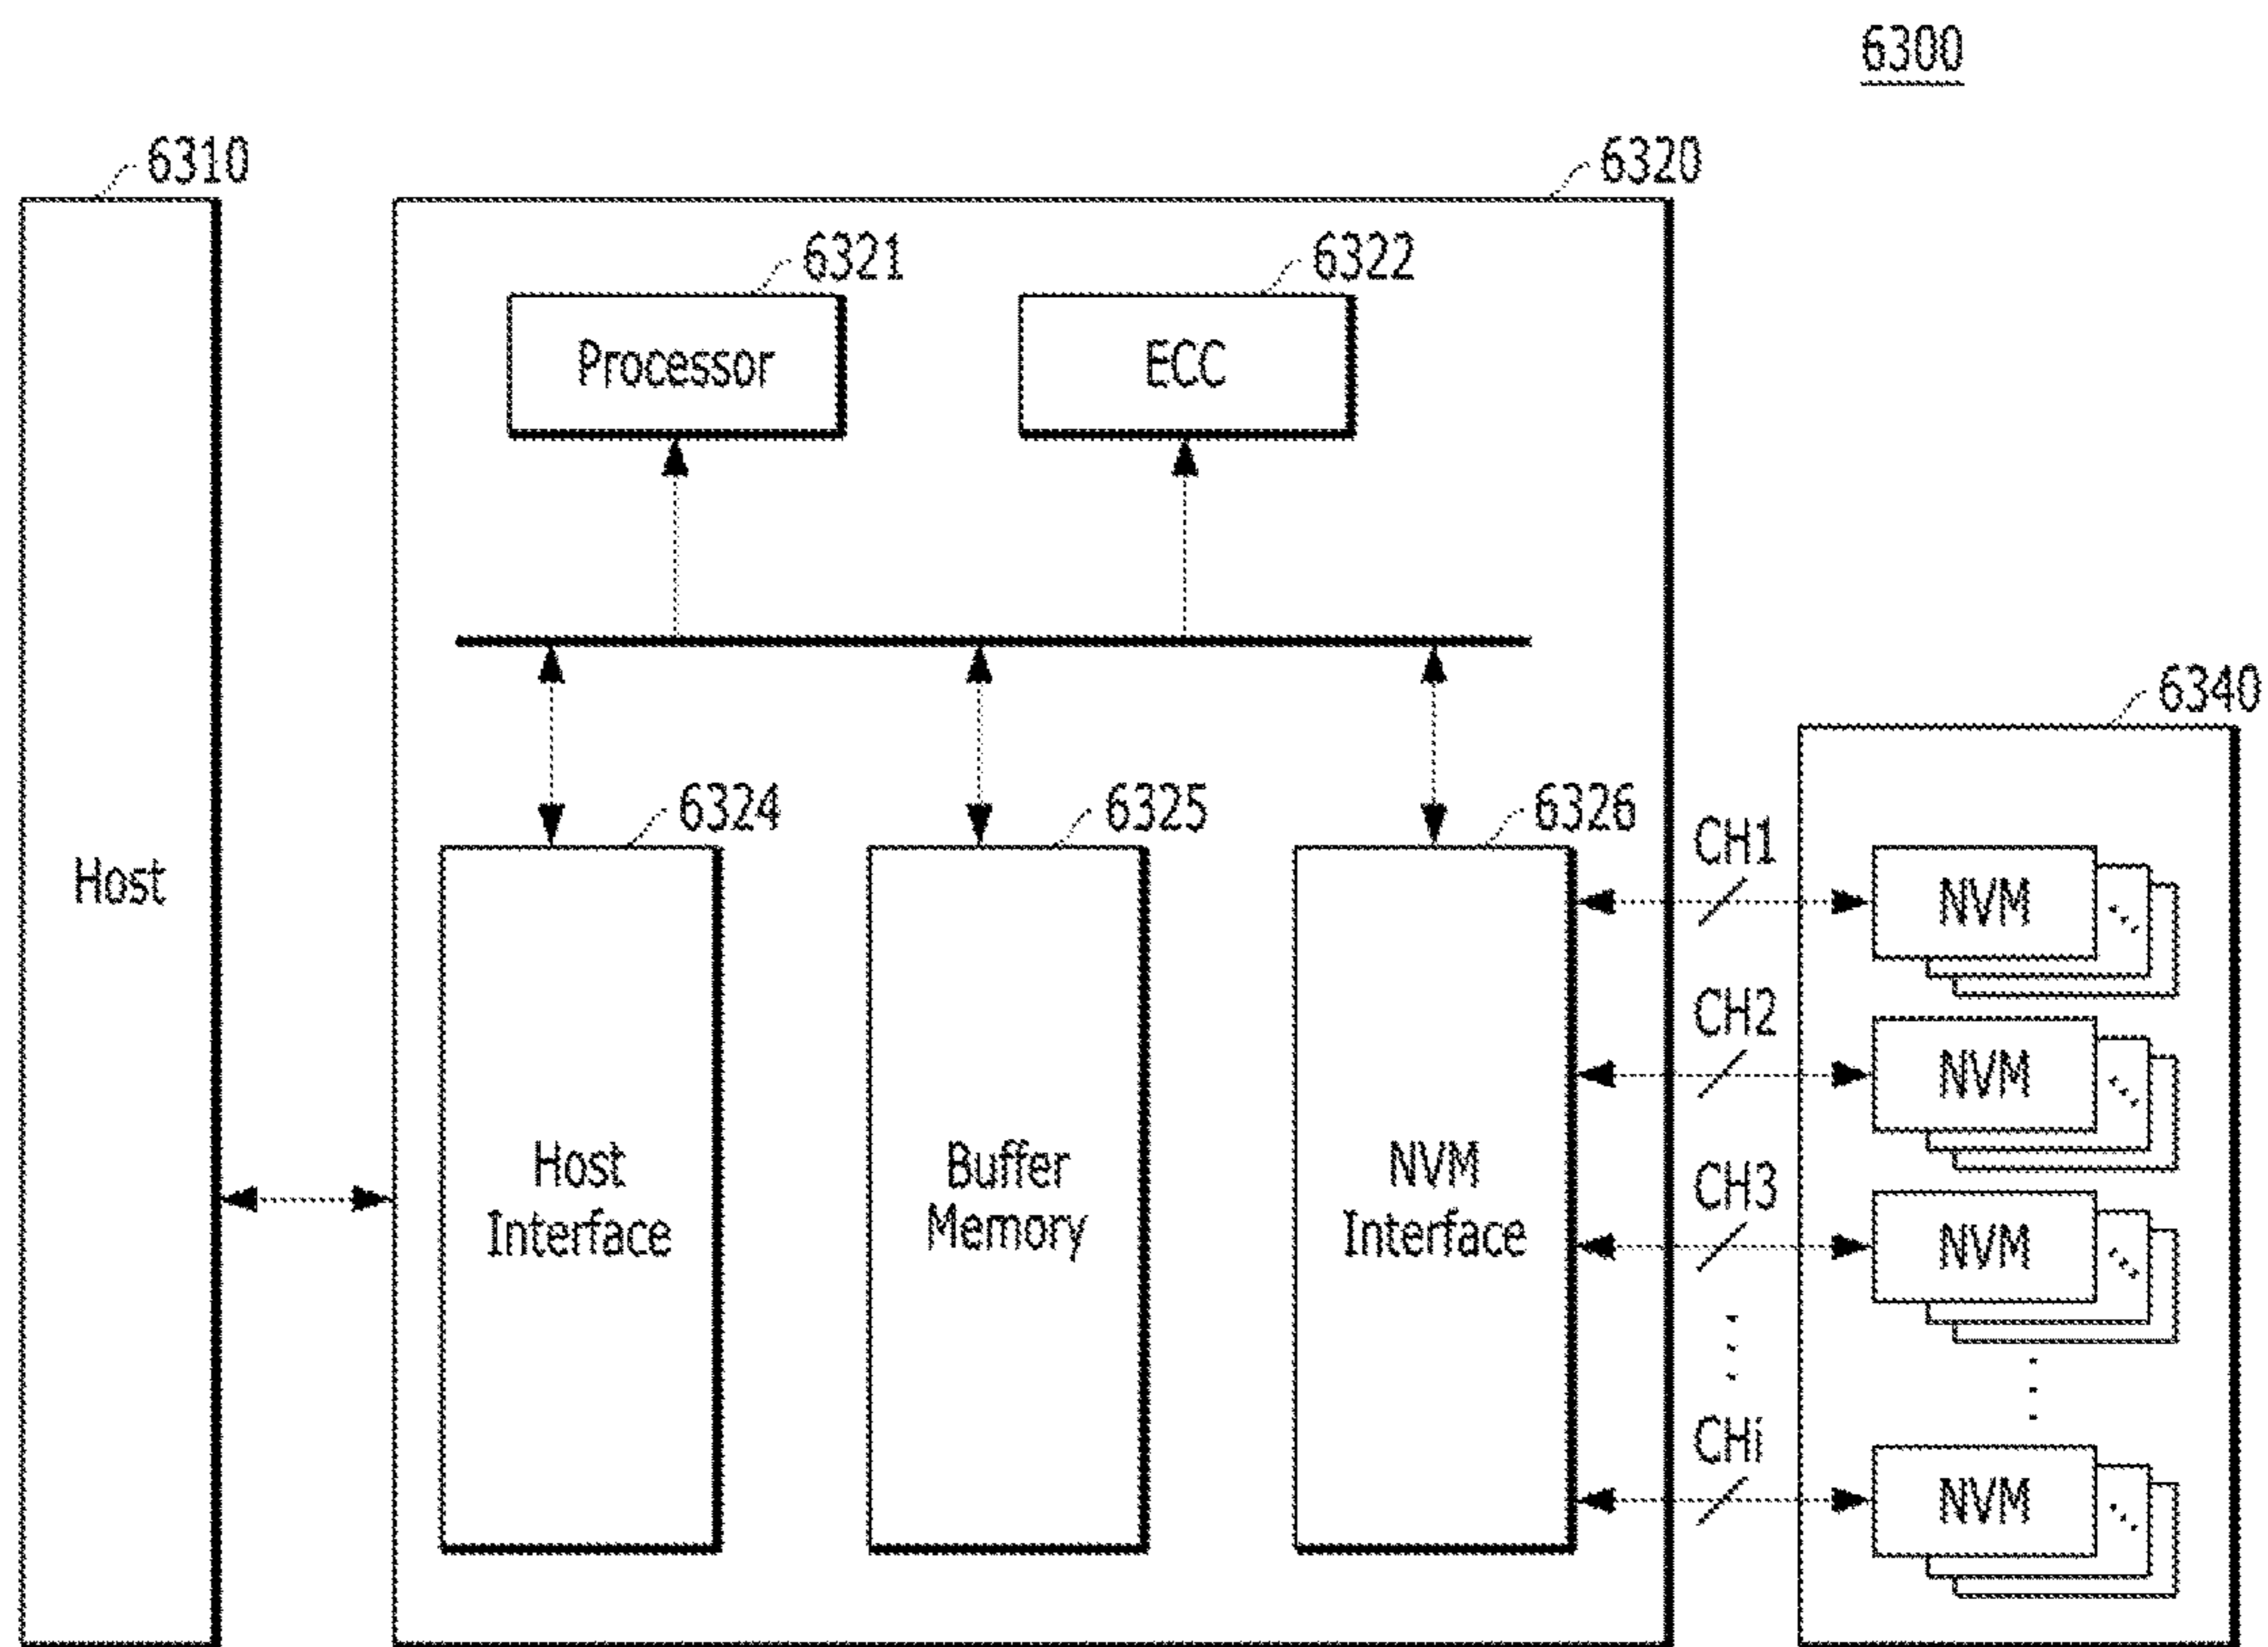 6300
6310
6320
6321
6322
Processor
ECC
6340
6324
6325
6326
CH1
Host
NVM
CH2
NVM
Host
Interface
Buffer
Memory
NVM
Interface
CH3
NVM
CHi
NVM